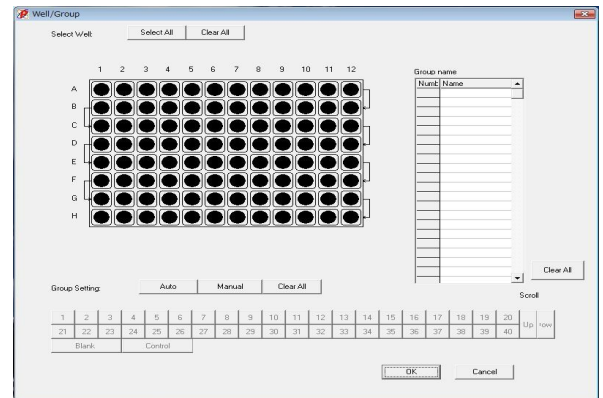 Well/Group
Select Well: Select All Clear All
1 2 3 4 5 6 7 8 9 10 11 12
Group name
Numb Name
A
B
C
D
E
F
G
H
Clear All
Group Setting: Auto Manual Clear All
Scroll
1 2 3 4 5 6 7 8 9 10 11 12 13 14 15 16 17 18 19 20
21 22 23 24 25 26 27 28 29 30 31 32 33 34 35 36 37 38 39 40
Up
Blank Control
OK Cancel